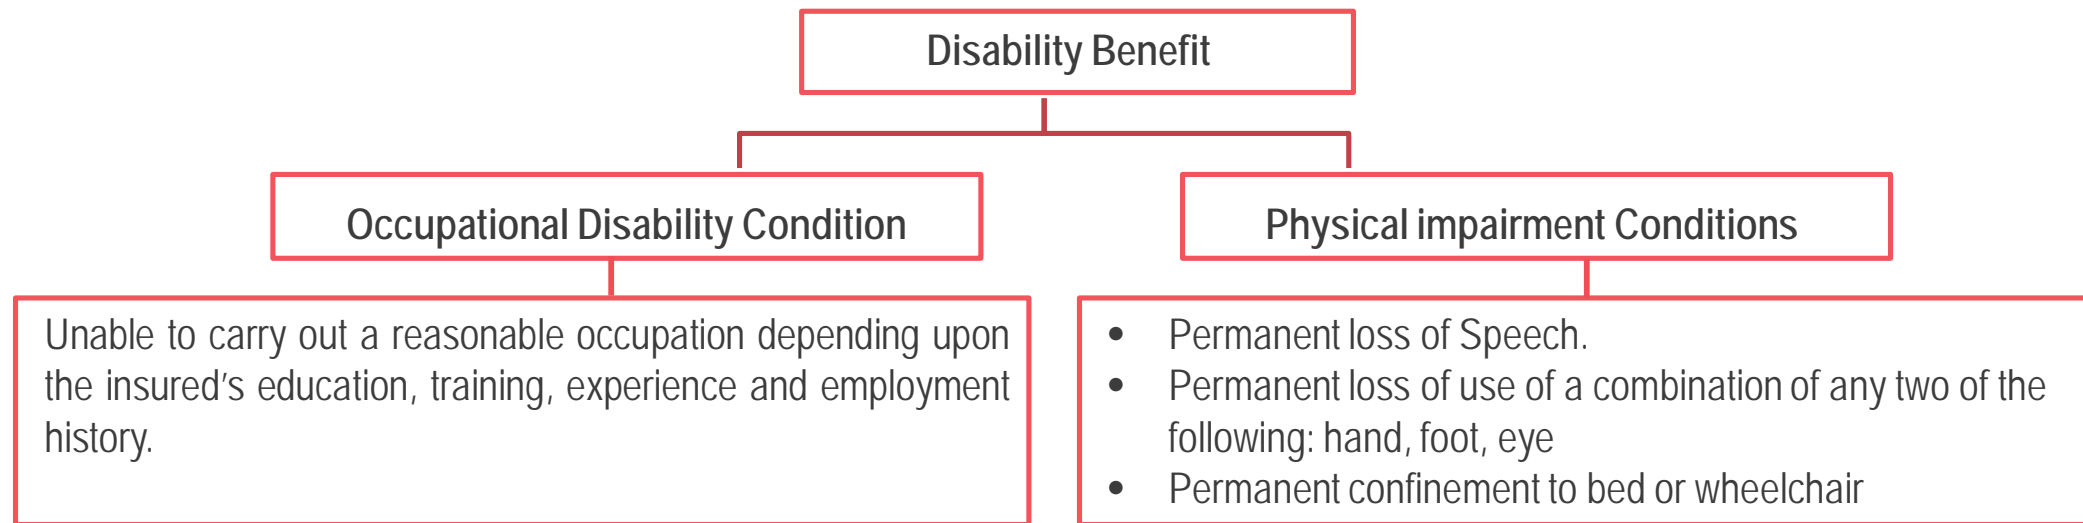 Disability Benefit
Occupational Disability Condition
Physical impairment Conditions
Unable to carry out a reasonable occupation depending upon
the insured’s education, training, experience and employment
history.
• Permanent loss of Speech.
• Permanent loss of use of a combination of any two of the
following: hand, foot, eye
• Permanent confinement to bed or wheelchair